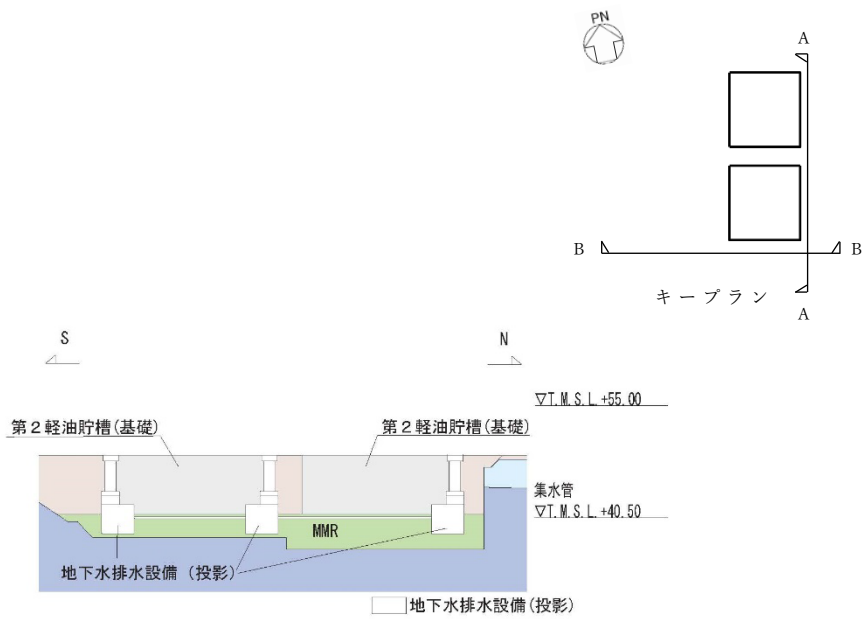 PN
A
B
B
キープラン
A
S
N
▽T.M.S.L.+55.00
第2軽油貯槽(基礎)
第2軽油貯槽(基礎)
集水管
▽T.M.S.L.+40.50
MMR
地下水排水設備(投影)
地下水排水設備(投影)